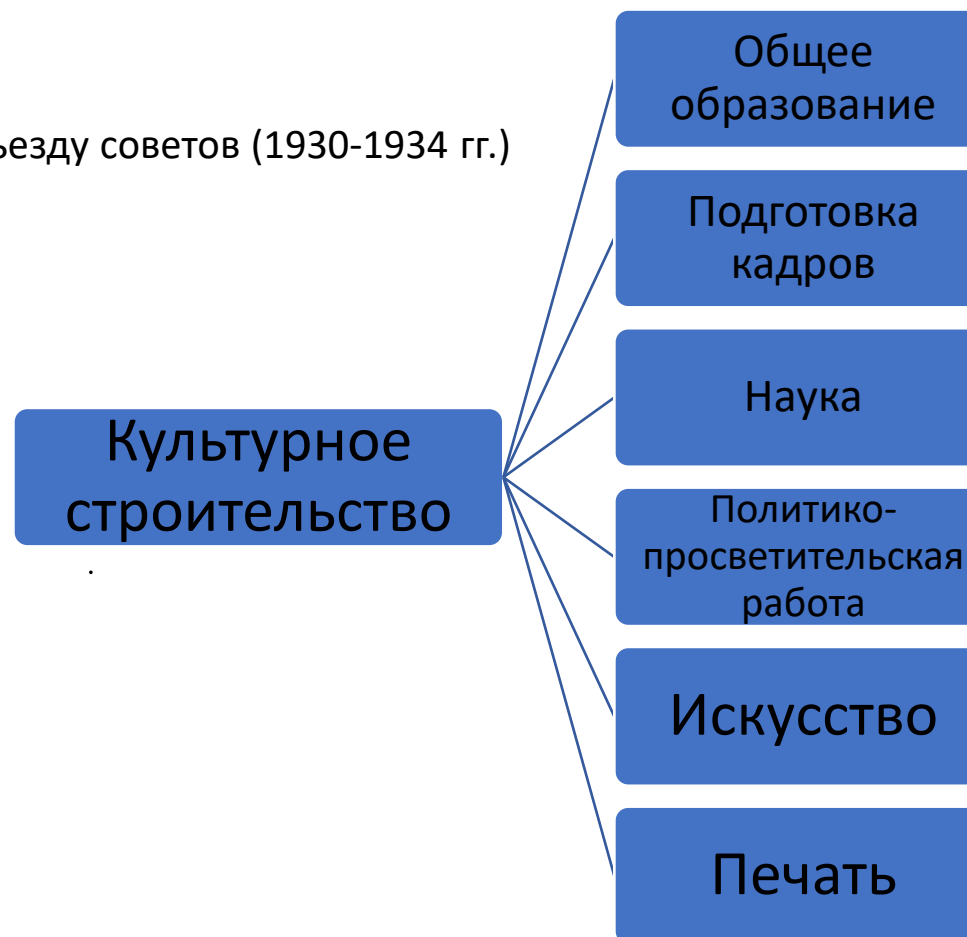 ъезду советов (1930-1934 гг.)
Культурное
строительство
.
Общее
образование
Подготовка
кадров
Наука
Политико-
просветительская
работа
Искусство
Печать